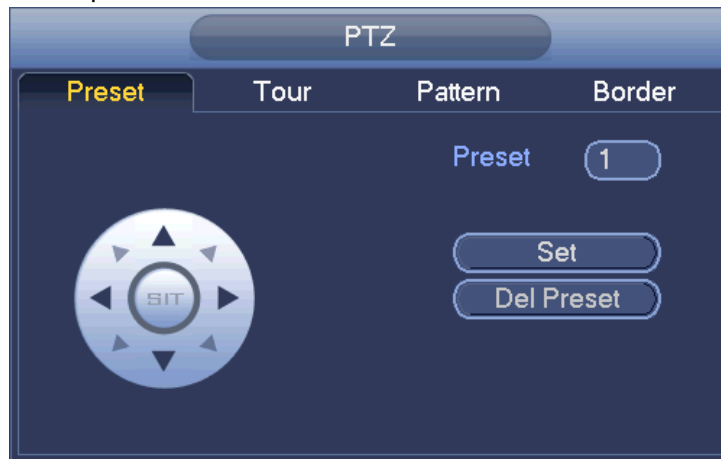 PTZ
Preset Tour Pattern Border
Preset 1
Set
SIT
Del Preset